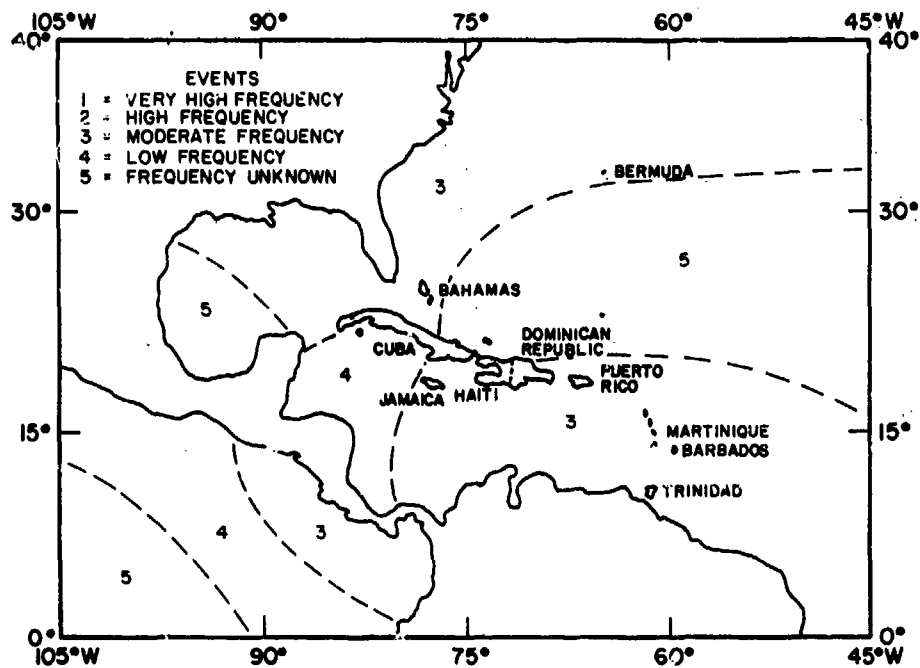 105°W 90° 75° 45°W
40° 40°
EVENTS
1 = VERY HIGH FREQUENCY
2 = HIGH FREQUENCY
3 = MODERATE FREQUENCY
4 = LOW FREQUENCY
5 = FREQUENCY UNKNOWN
3
BERMUDA
30° 30°
5
BAHAMAS
5
DOMINICAN
REPUBLIC
CUBA
4
PUERTO
RICO
JAMAICA HAITI
3
15° 15°
MARTINIQUE
BARBADOS
TRINIDAD
4 3
5
0° 0°
105°W 90° 75° 45°W